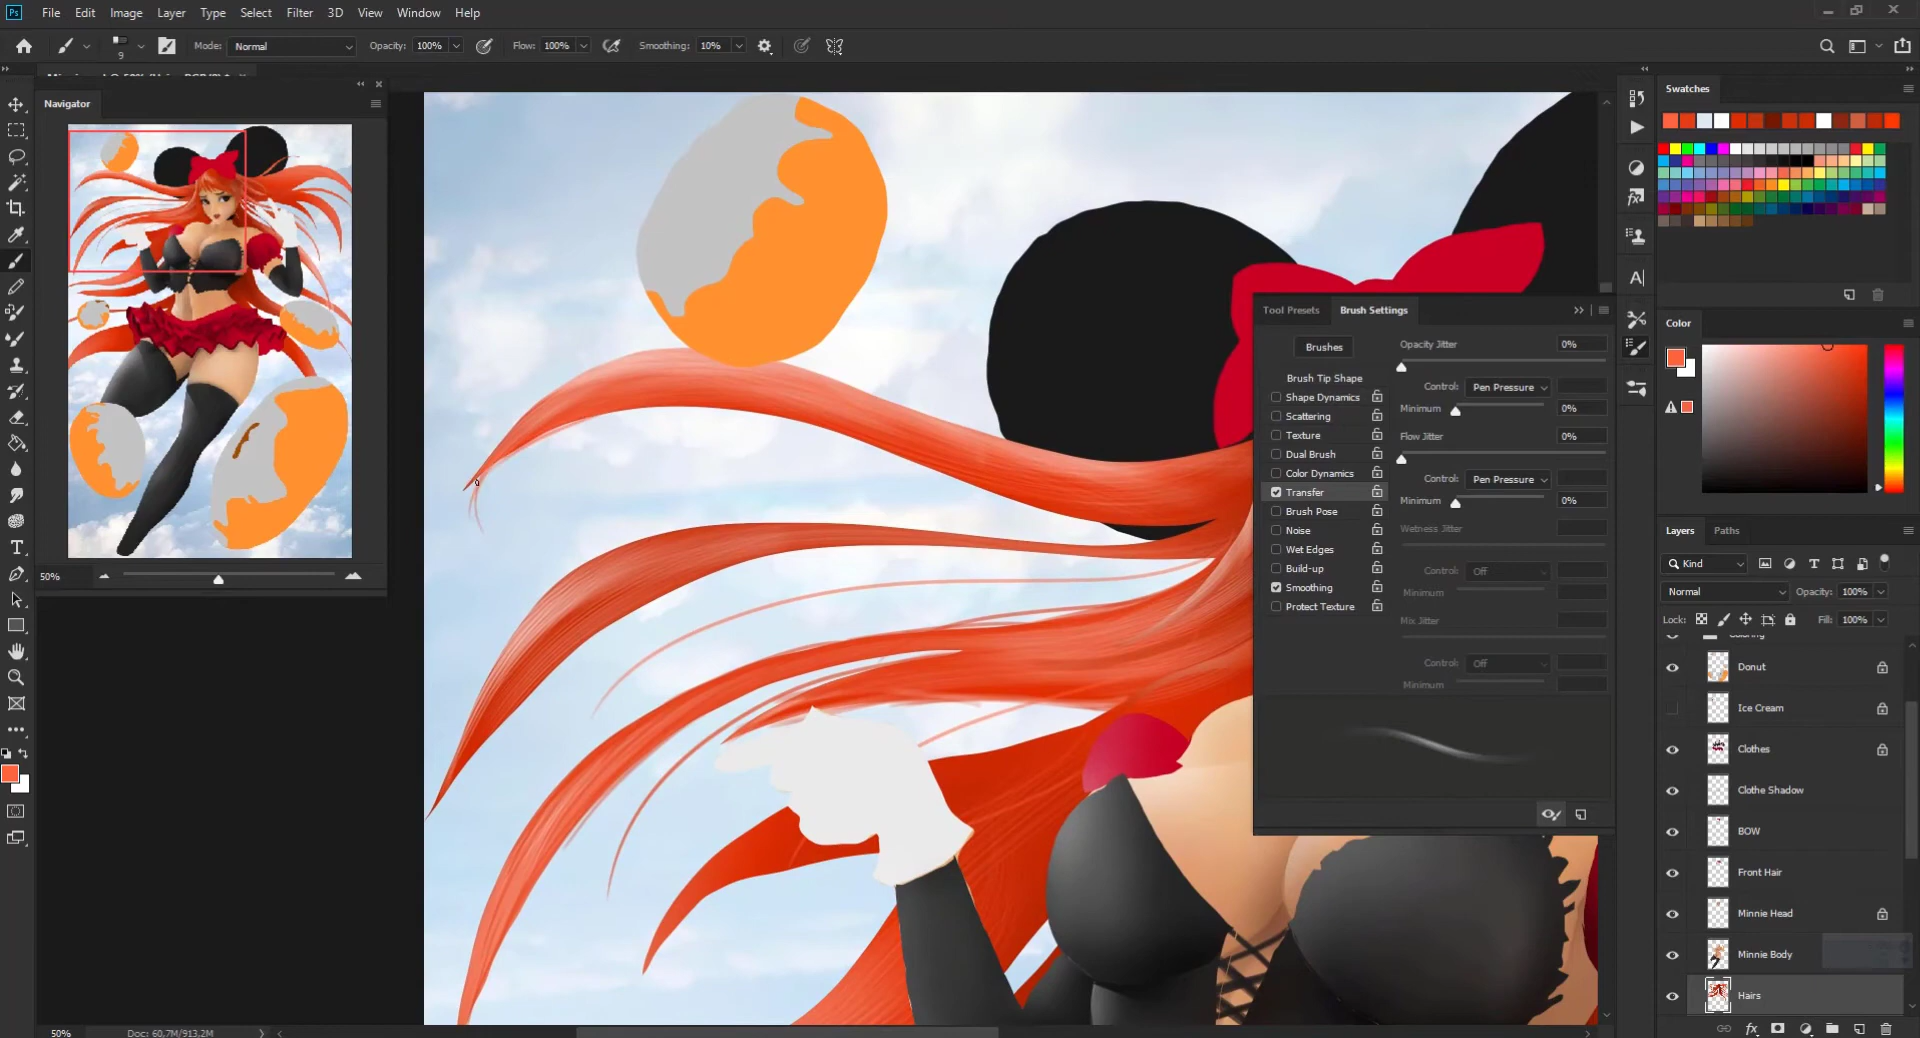 Ps File Edit Image Layer Type Select Filter 3D View Window Help
9 Mode: Normal Opacity: 100% Flow: 100% Smoothing: 10%
Navigator
50%
Tool Presets Brush Settings
Brushes
Brush Tip Shape
Shape Dynamics
Scattering
Texture
Dual Brush
Color Dynamics
Transfer
Brush Pose
Noise
Wet Edges
Build-up
Smoothing
Protect Texture
Opacity Jitter 0%
Control: Pen Pressure
Minimum 0%
Flow Jitter 0%
Control: Pen Pressure
Minimum 0%
Wetness Jitter
Control: Off
Minimum
Mix Jitter
Control: Off
Minimum
Swatches
Color
Layers Paths
Kind
Normal Opacity: 100%
Lock: Fill: 100%
Donut
Ice Cream
Clothes
Clothe Shadow
BOW
Front Hair
Minnie Head
Minnie Body
Hairs
50% Doc: 60,7M/913,2M